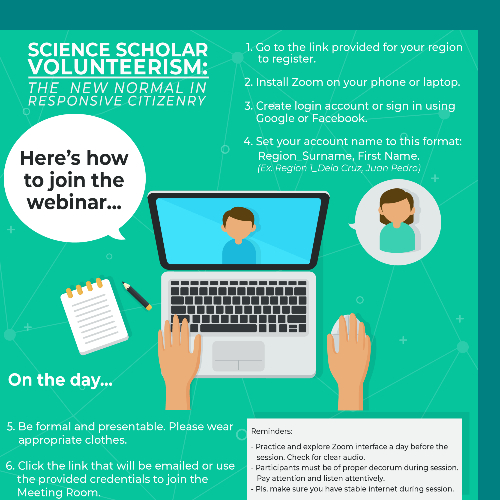 SCIENCE SCHOLAR
VOLUNTEERISM:
THE NEW NORMAL IN
RESPONSIVE CITIZENRY
Here's how
to join the
webinar...
1. Go to the link provided for your region
to register.
2. Install Zoom on your phone or laptop.
3. Create login account or sign in using
Google or Facebook.
4. Set your account name to this format:
Region_Surname, First Name.
(Ex. Region 1_Dela Cruz, Juan Pedro)
On the day...
5. Be formal and presentable. Please wear
appropriate clothes.
6. Click the link that will be emailed or use
the provided credentials to join the
Meeting Room.
Reminders:
- Practice and explore Zoom interface a day before the
session. Check for clear audio.
- Participants must be of proper decorum during session.
Pay attention and listen attentively.
- Pls. make sure you have stable internet during session.